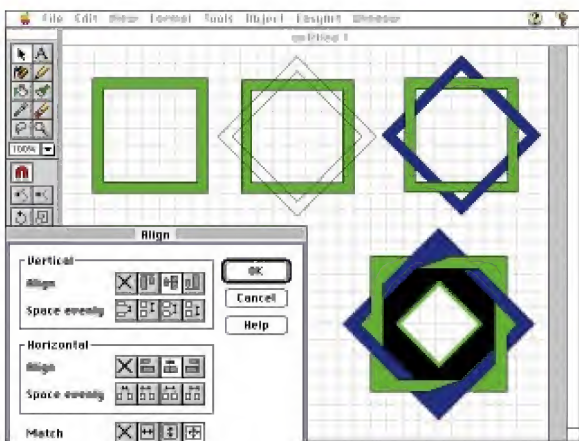 File Edit View Format Tools Object EasyArt Window
untitled 1
A
100%
Align
Vertical
Align
Space evenly
OK
Cancel
Help
Horizontal
Align
Space evenly
Match